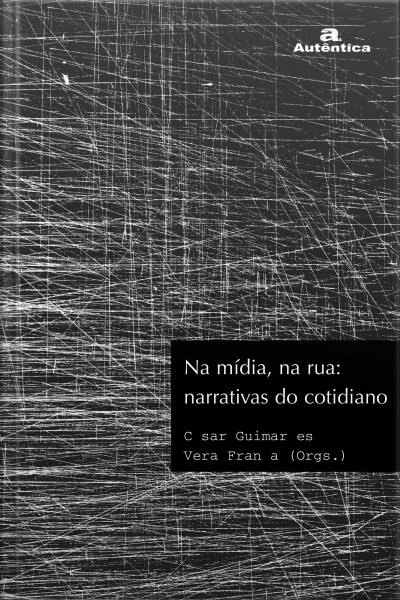 a
Autêntica
Na mídia, na rua:
narrativas do cotidiano
C sar Guimar es
Vera Fran a (Orgs.)